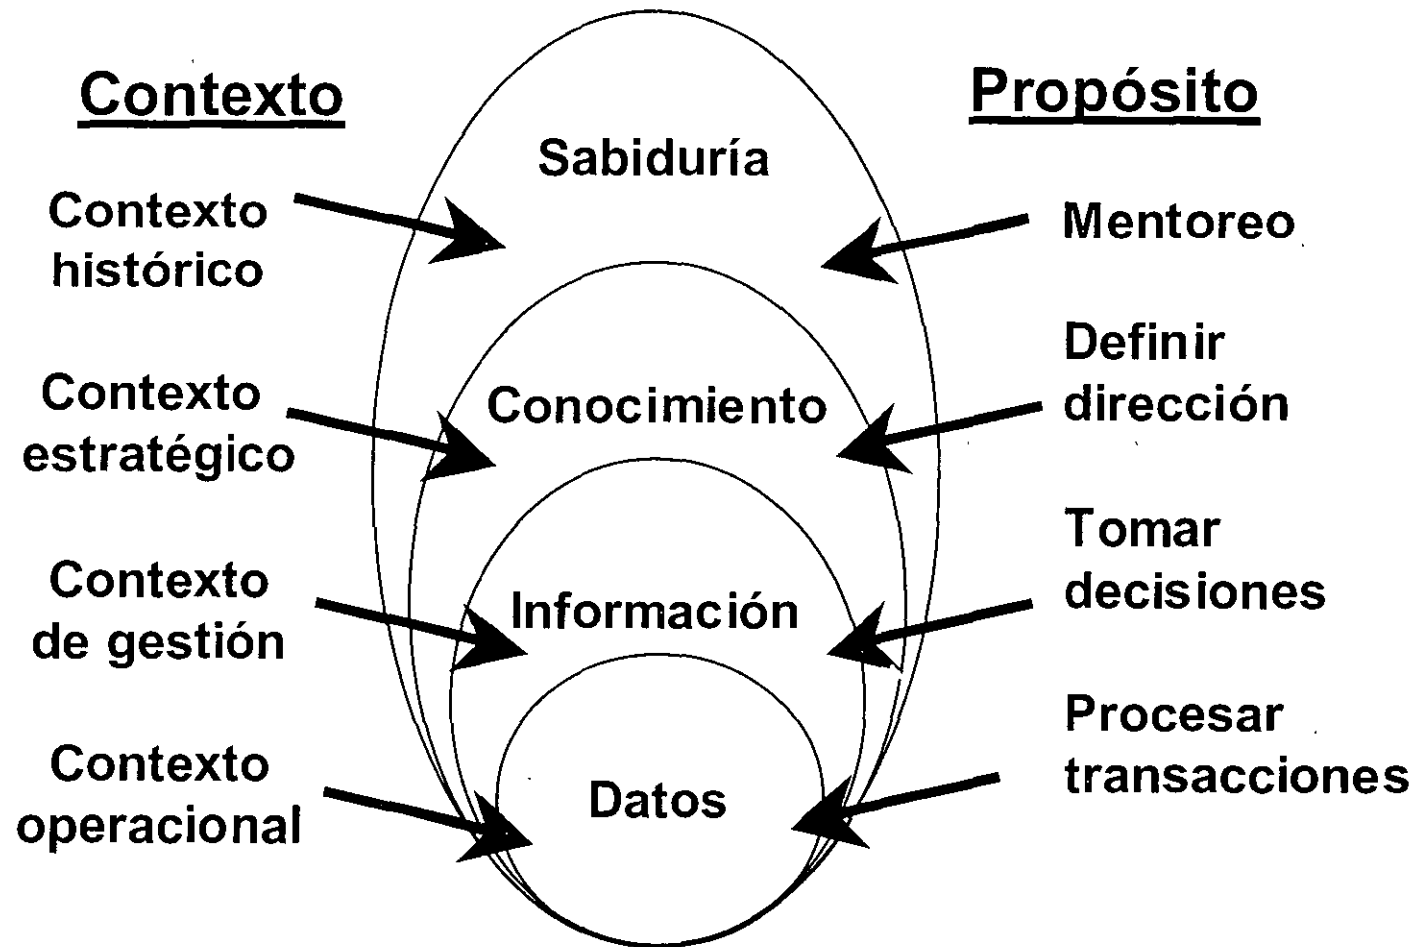 Contexto
Contexto
histórico
Contexto
estratégico
Contexto
de gestión
Contexto
operacional
Sabiduría
Conocimiento
Información
Datos
Propósito
Mentoreo
Definir
dirección
Tomar
decisiones
Procesar
transacciones